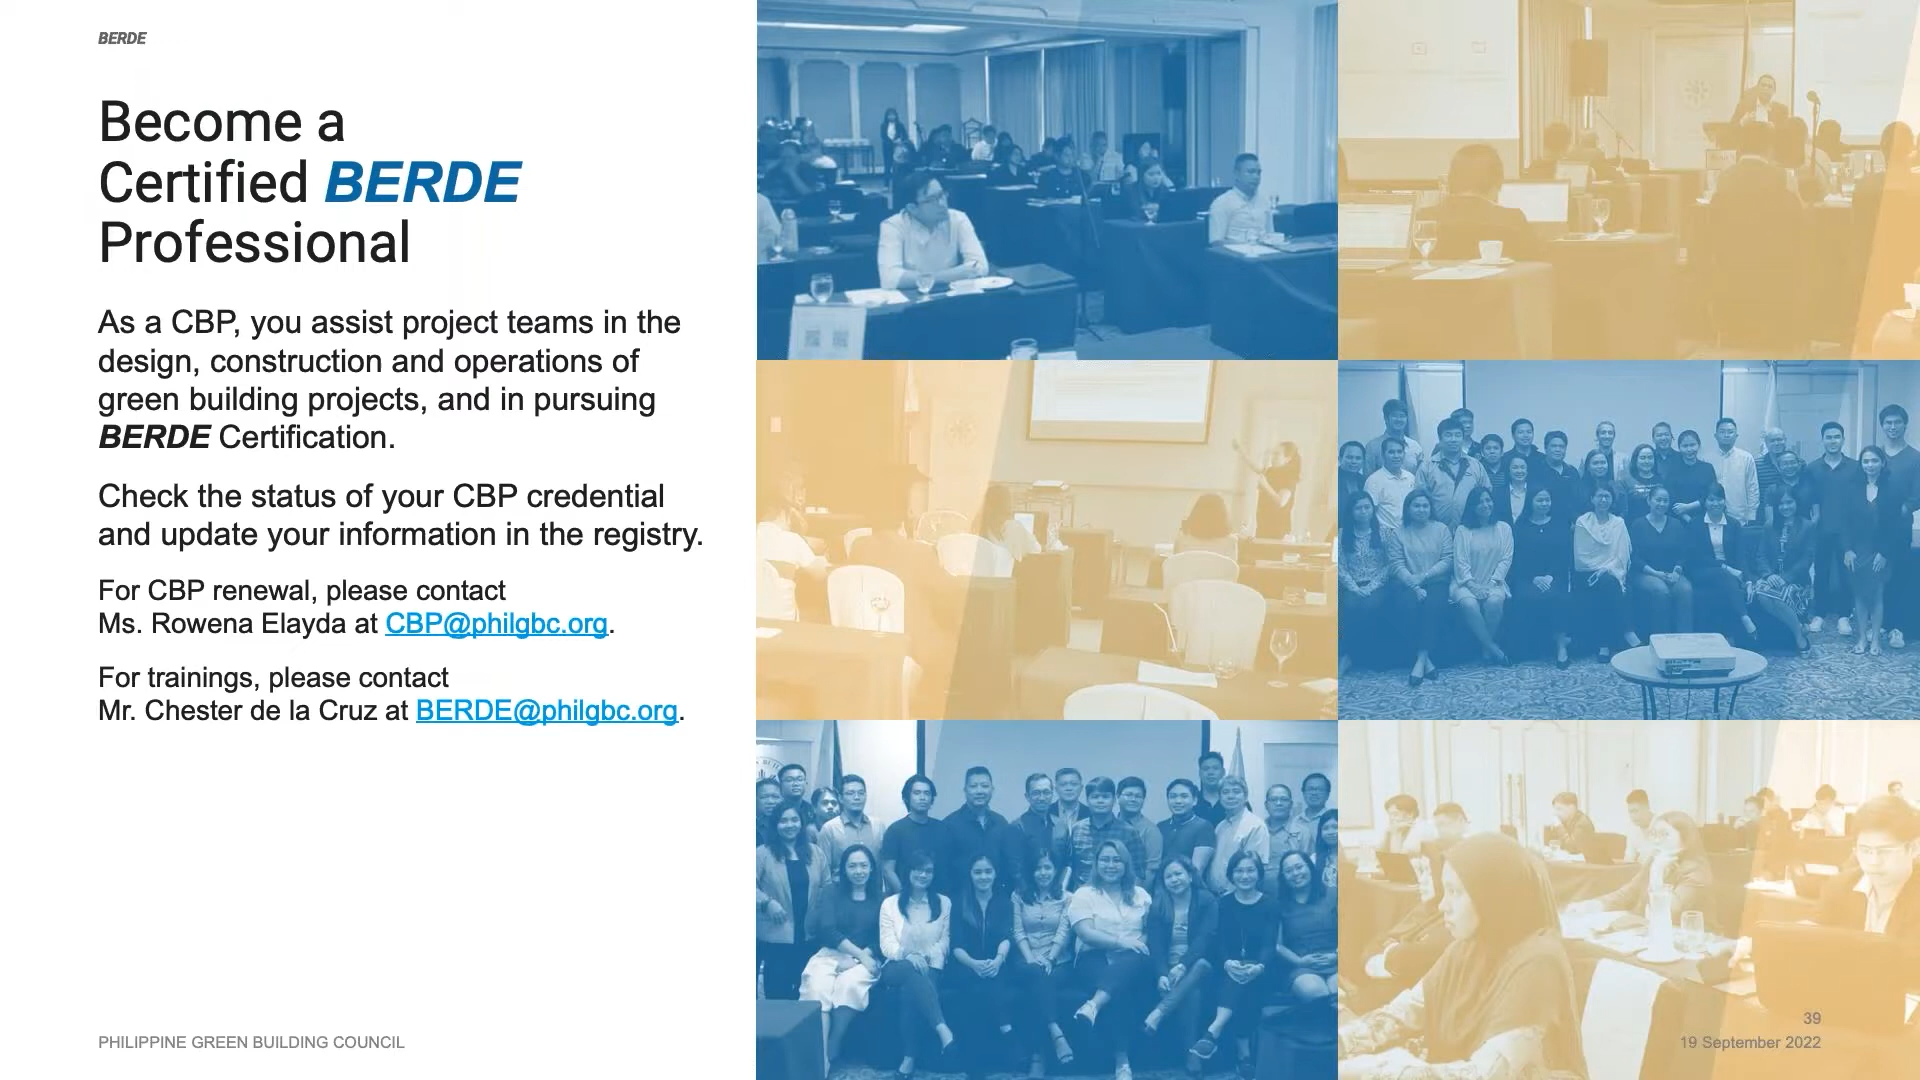 BERDE
Become a
Certified BERDE
Professional
As a CBP, you assist project teams in the
design, construction and operations of
green building projects, and in pursuing
BERDE Certification.
Check the status of your CBP credential
and update your information in the registry.
For CBP renewal, please contact
Ms. Rowena Elayda at CBP@philgbc.org.
For trainings, please contact
Mr. Chester de la Cruz at BERDE@philgbc.org.
PHILIPPINE GREEN BUILDING COUNCIL
39
19 September 2022